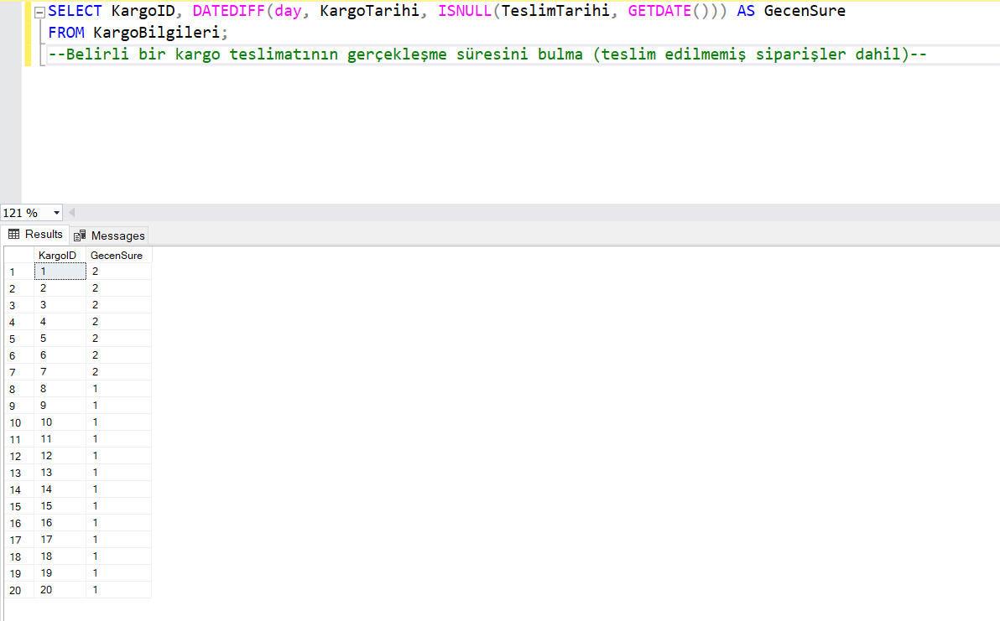 SELECT KargoID, DATEDIFF(day, KargoTarihi, ISNULL(TeslimTarihi, GETDATE())) AS GecenSure
FROM KargoBilgileri;
--Belirli bir kargo teslimatının gerçekleşme süresini bulma (teslim edilmemiş siparişler dahil)--
121 %
Results Messages
KargoID GecenSure
1 1 2
2 2 2
3 3 2
4 4 2
5 5 2
6 6 2
7 7 2
8 8 1
9 9 1
10 10 1
11 11 1
12 12 1
13 13 1
14 14 1
15 15 1
16 16 1
17 17 1
18 18 1
19 19 1
20 20 1